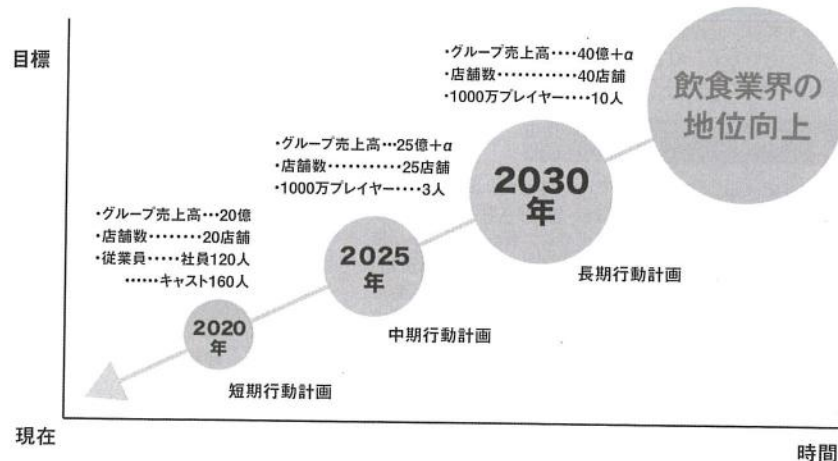 目標
・グループ売上高････40億+α
・店舗数････････････40店舗
・1000万プレイヤー････10人
飲食業界の
地位向上
・グループ売上高･･･25億+α
・店舗数･･･････････25店舗
・1000万プレイヤー････3人
2030
年
長期行動計画
・グループ売上高･･･20億
・店舗数････････20店舗
・従業員･････社員120人
･･････キャスト160人
2025
年
中期行動計画
2020
年
短期行動計画
現在
時間